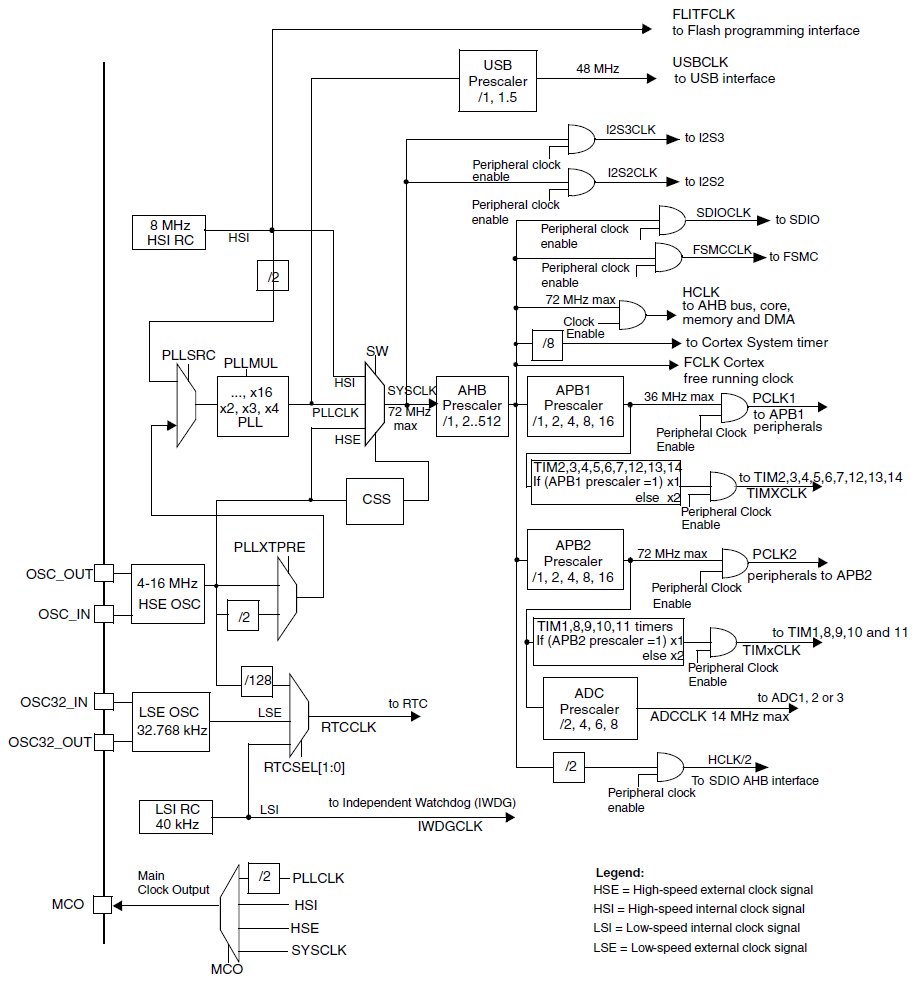 FLITFCLK
to Flash programming interface
USB
Prescaler
/1, 1.5
48 MHz
USBCLK
to USB interface
I2S3CLK
to I2S3
Peripheral clock
enable
I2S2CLK
to I2S2
Peripheral clock
enable
SDIOCLK
to SDIO
Peripheral clock
enable
FSMCCLK
to FSMC
Peripheral clock
enable
8 MHz
HSI RC
HSI
/2
72 MHz max
Clock
Enable
HCLK
to AHB bus, core,
memory and DMA
/8
to Cortex System timer
FCLK Cortex
free running clock
PLLSRC
PLLMUL
..., x16
x2, x3, x4
PLL
SW
HSI
PLLCLK
HSE
SYSCLK
72 MHz
max
AHB
Prescaler
/1, 2..512
APB1
Prescaler
/1, 2, 4, 8, 16
36 MHz max
PCLK1
to APB1
peripherals
Peripheral Clock
Enable
TIM2,3,4,5,6,7,12,13,14
If (APB1 prescaler =1) x1
else x2
to TIM2,3,4,5,6,7,12,13,14
TIMXCLK
Peripheral Clock
Enable
CSS
PLLXTPRE
OSC_OUT
OSC_IN
4-16 MHz
HSE OSC
/2
APB2
Prescaler
/1, 2, 4, 8, 16
72 MHz max
PCLK2
peripherals to APB2
Peripheral Clock
Enable
TIM1,8,9,10,11 timers
If (APB2 prescaler =1) x1
else x2
to TIM1,8,9,10 and 11
TIMxCLK
Peripheral Clock
Enable
/128
OSC32_IN
OSC32_OUT
LSE OSC
32.768 kHz
LSE
to RTC
RTCCLK
RTCSEL[1:0]
ADC
Prescaler
/2, 4, 6, 8
to ADC1, 2 or 3
ADCCLK 14 MHz max
/2
HCLK/2
To SDIO AHB interface
Peripheral clock
enable
LSI RC
40 kHz
LSI
to Independent Watchdog (IWDG)
IWDGCLK
MCO
Main
Clock Output
/2
PLLCLK
HSI
HSE
SYSCLK
MCO
Legend:
HSE = High-speed external clock signal
HSI = High-speed internal clock signal
LSI = Low-speed internal clock signal
LSE = Low-speed external clock signal